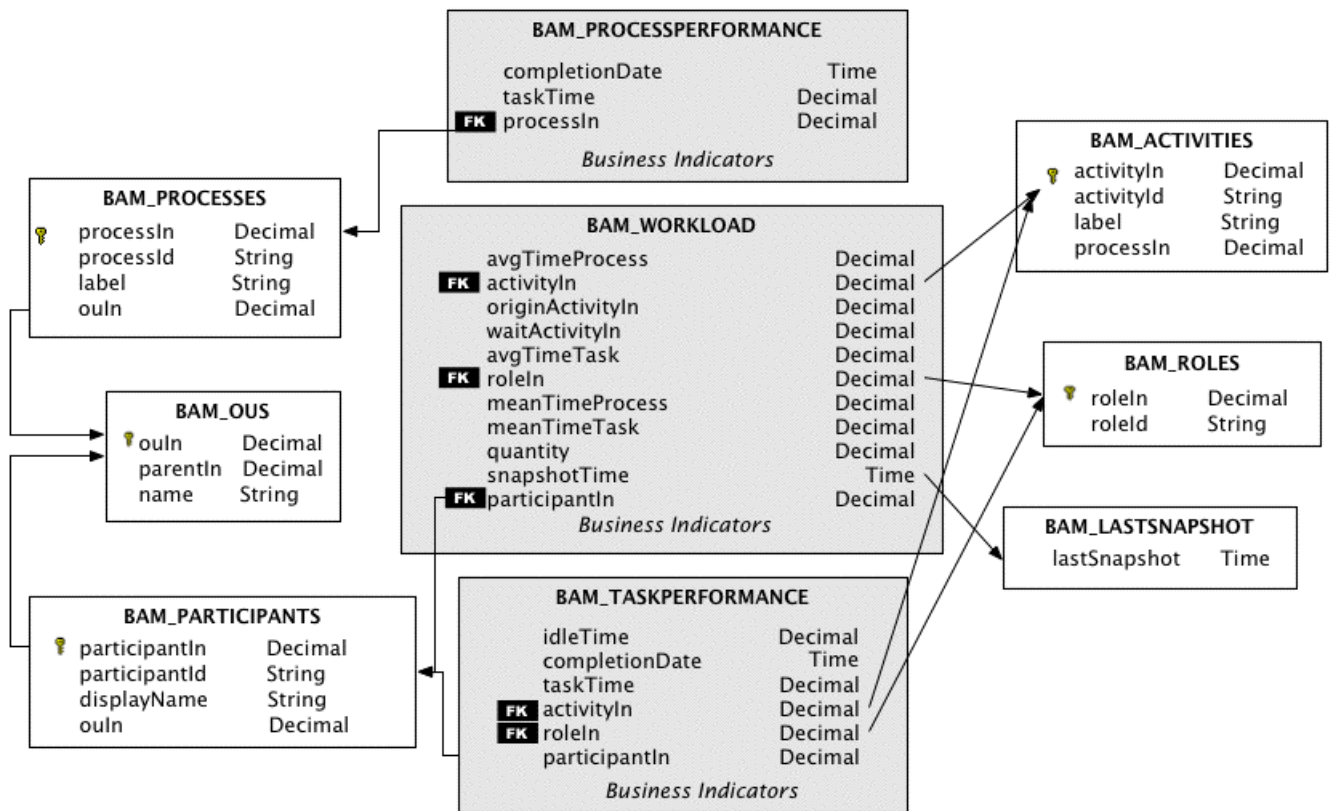 BAM_PROCESSPERFORMANCE
completionDate Time
taskTime Decimal
FK processIn Decimal
Business Indicators
BAM_PROCESSES
processIn Decimal
processId String
label String
ouIn Decimal
BAM_OUS
ouIn Decimal
parentIn Decimal
name String
BAM_PARTICIPANTS
participantIn Decimal
participantId String
displayName String
ouIn Decimal
BAM_WORKLOAD
avgTimeProcess Decimal
FK activityIn Decimal
originActivityIn Decimal
waitActivityIn Decimal
avgTimeTask Decimal
FK roleIn Decimal
meanTimeProcess Decimal
meanTimeTask Decimal
quantity Decimal
snapshotTime Time
FK participantIn Decimal
Business Indicators
BAM_TASKPERFORMANCE
idleTime Decimal
completionDate Time
taskTime Decimal
FK activityIn Decimal
FK roleIn Decimal
participantIn Decimal
Business Indicators
BAM_ACTIVITIES
activityIn Decimal
activityId String
label String
processIn Decimal
BAM_ROLES
roleIn Decimal
roleId String
BAM_LASTSNAPSHOT
lastSnapshot Time